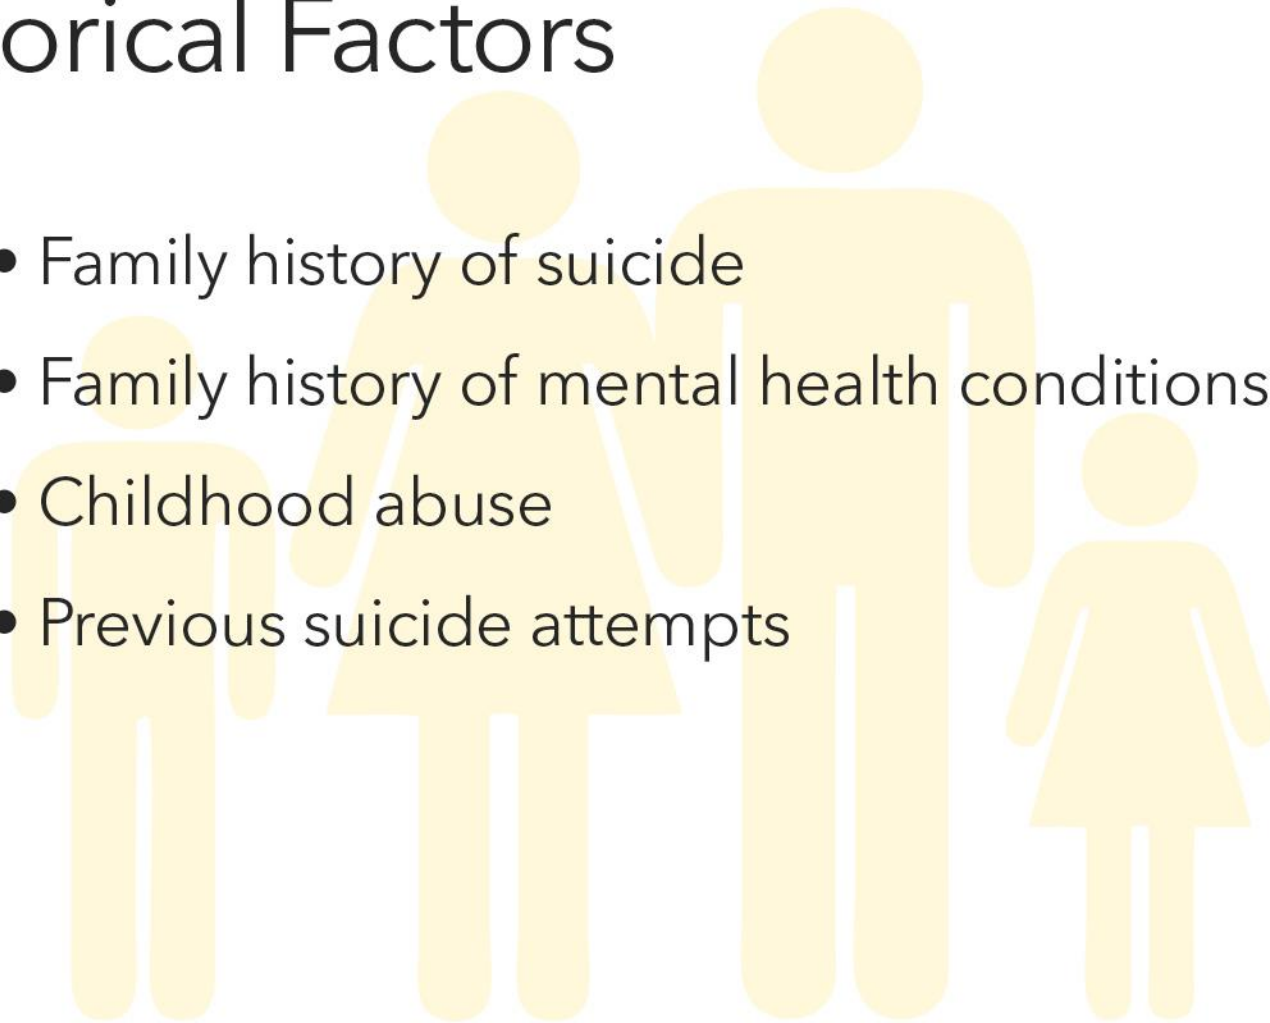 orical Factors
• Family history of suicide
• Family history of mental health conditions
• Childhood abuse
• Previous suicide attempts